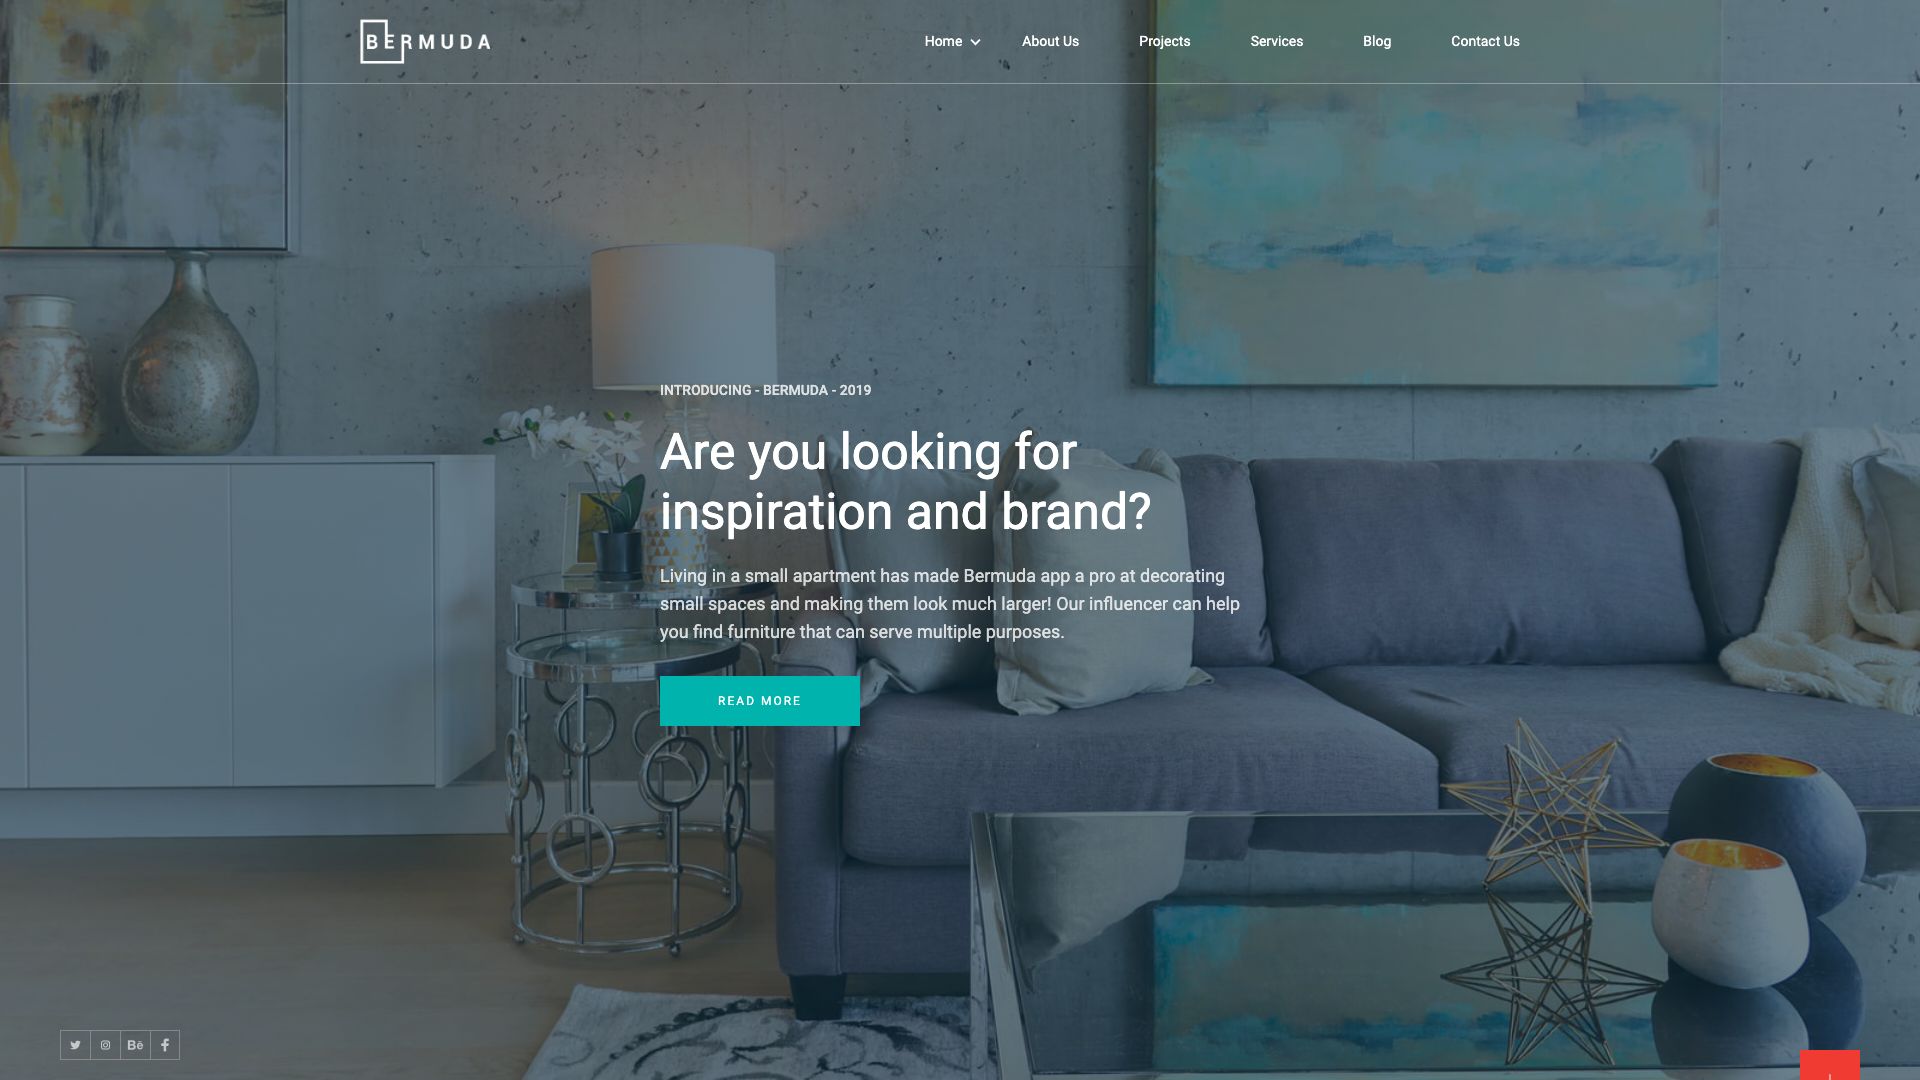 BERMUDA
Home
About Us
Projects
Services
Blog
Contact Us
INTRODUCING - BERMUDA - 2019
Are you looking for
inspiration and brand?
Living in a small apartment has made Bermuda app a pro at decorating
small spaces and making them look much larger! Our influencer can help
you find furniture that can serve multiple purposes.
READ MORE
Bē